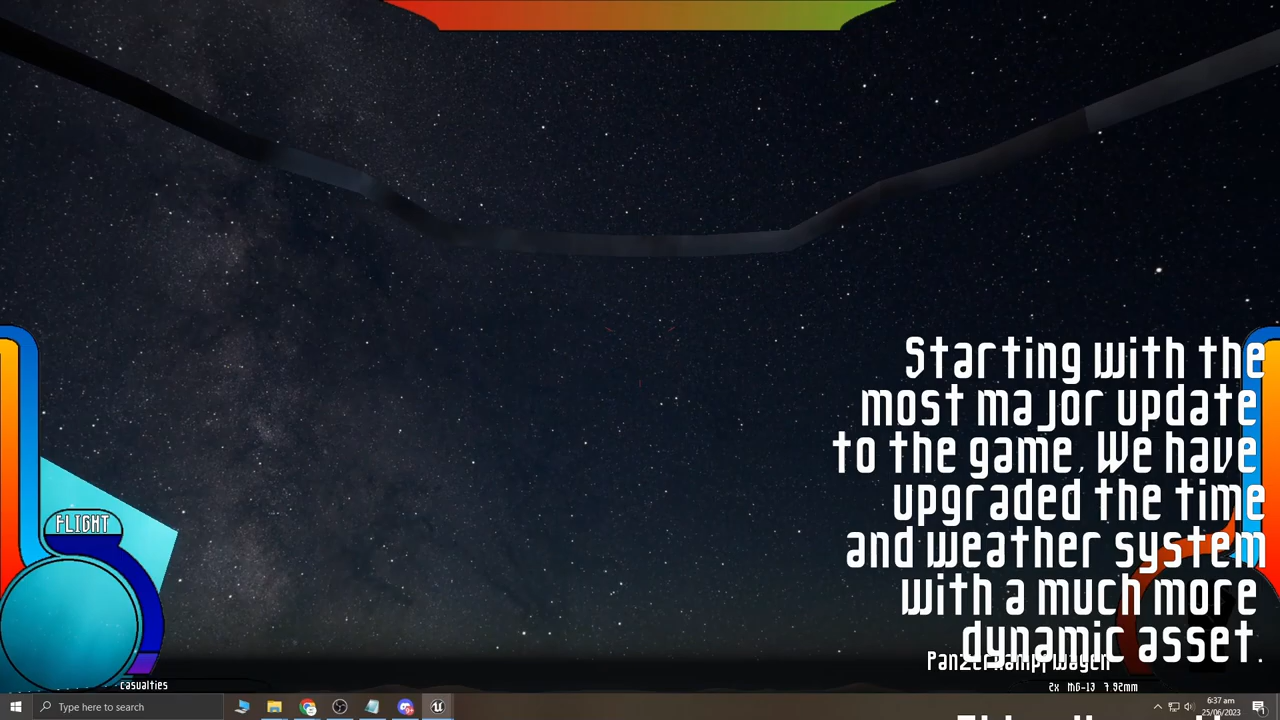 Starting with the
most major update
to the game. We have
upgraded the time
and weather system
with a much more
dynamic asset.
FLIGHT
Panzerkampfwagen
casualties
2x MG-13 7.92mm
Type here to search
6:37 am
25/06/2023